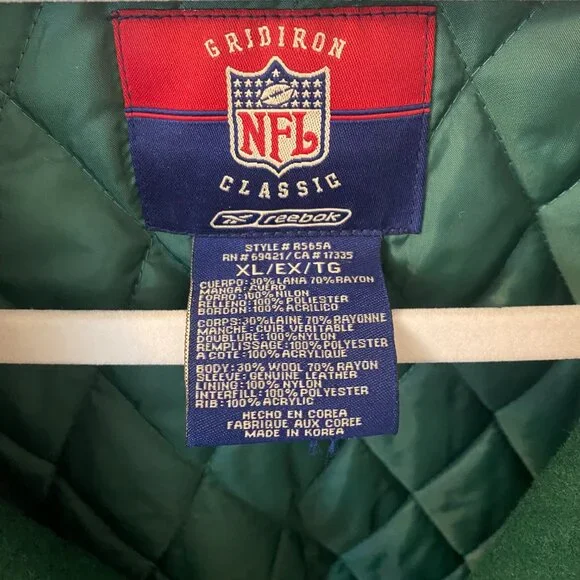 GRIDIRON
NFL
CLASSIC
reebok
STYLE # R565A
RN # 69421 / CA # 17335
XL/EX/TG
CUERPO: 30% LANA 70% RAYON
MANGA: CUERO
FORRO: 100% NILON
RELLENO: 100% POLIESTER
BORDON: 100% ACRILICO
CORPS: 30% LAINE 70% RAYONNE
MANCHE: CUIR VERITABLE
DOUBLURE: 100% NYLON
REMPLISSAGE: 100% POLYESTER
A COTE: 100% ACRYLIQUE
BODY: 30% WOOL 70% RAYON
SLEEVE: GENUINE LEATHER
LINING: 100% NYLON
INTERFILL: 100% POLYESTER
RIB: 100% ACRYLIC
HECHO EN COREA
FABRIQUE AUX COREE
MADE IN KOREA